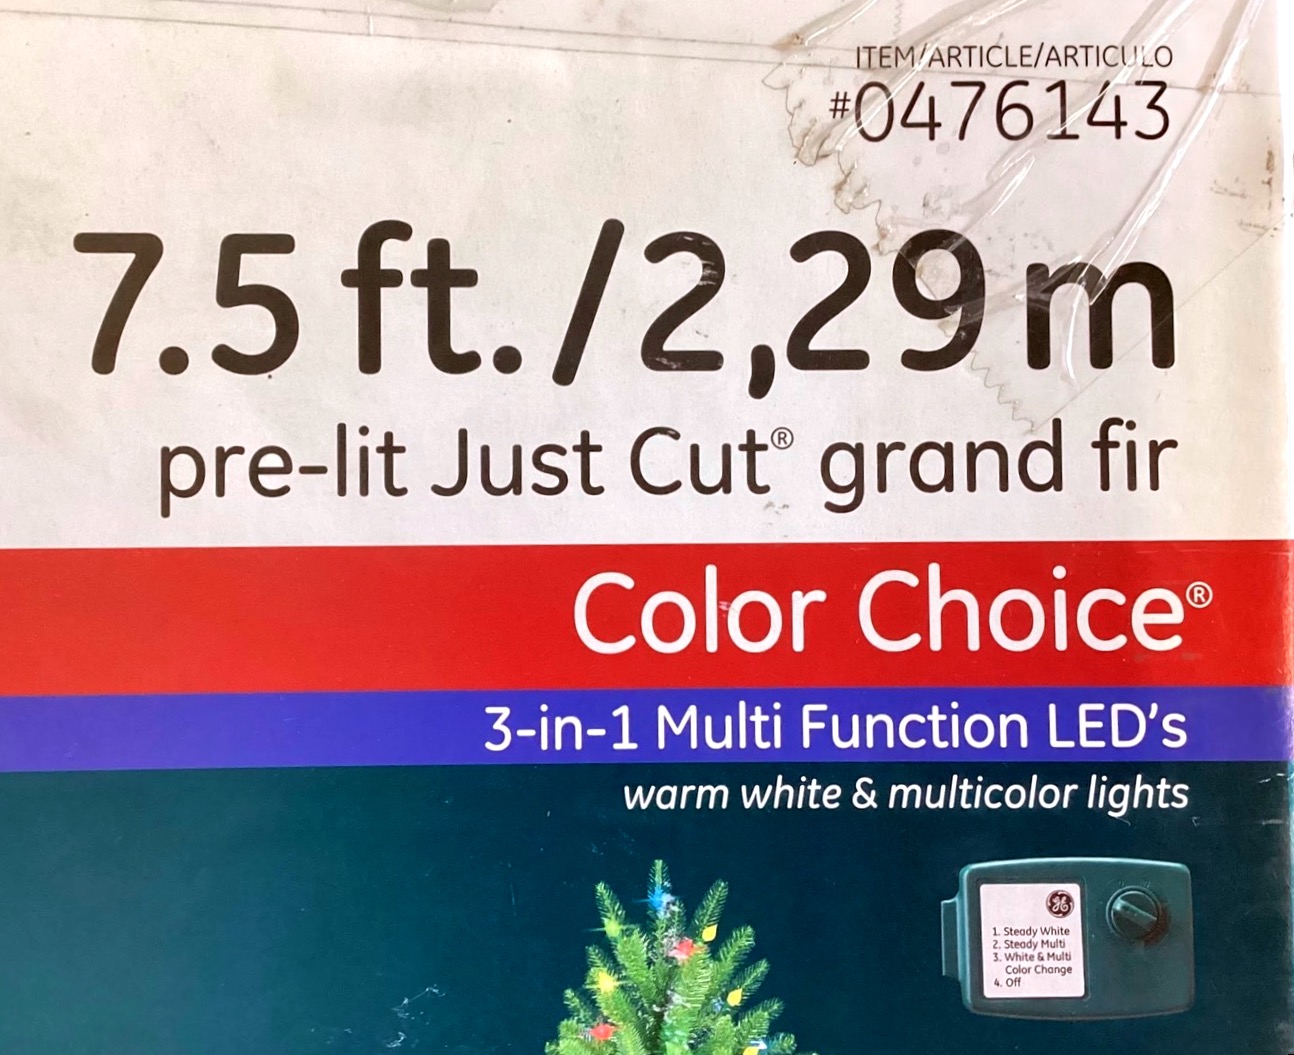 ITEM/ARTICLE/ARTICULO
#0476143
7.5 ft. / 2,29 m
pre-lit Just Cut® grand fir
Color Choice®
3-in-1 Multi Function LED's
warm white & multicolor lights
GE
1. Steady White
2. Steady Multi
3. White & Multi
Color Change
4. Off